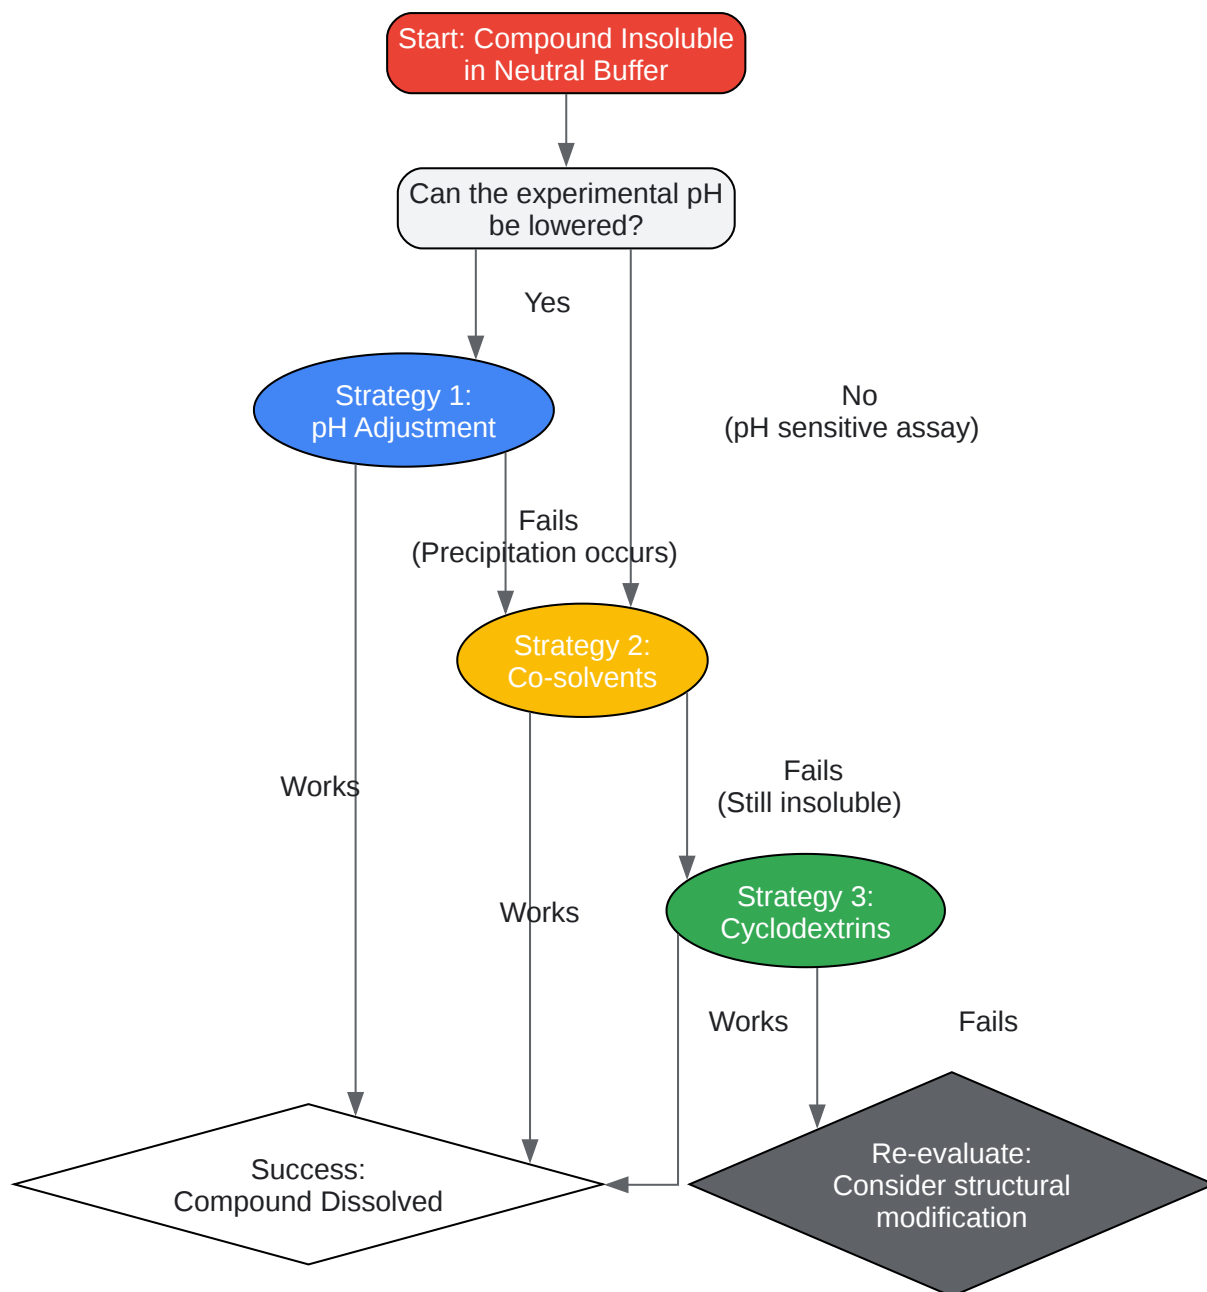 Start: Compound Insoluble
in Neutral Buffer
Can the experimental pH
be lowered?
Yes
Strategy 1:
pH Adjustment
No
(pH sensitive assay)
Fails
(Precipitation occurs)
Strategy 2:
Co-solvents
Works
Fails
(Still insoluble)
Works
Strategy 3:
Cyclodextrins
Works
Fails
Success:
Compound Dissolved
Re-evaluate:
Consider structural
modification